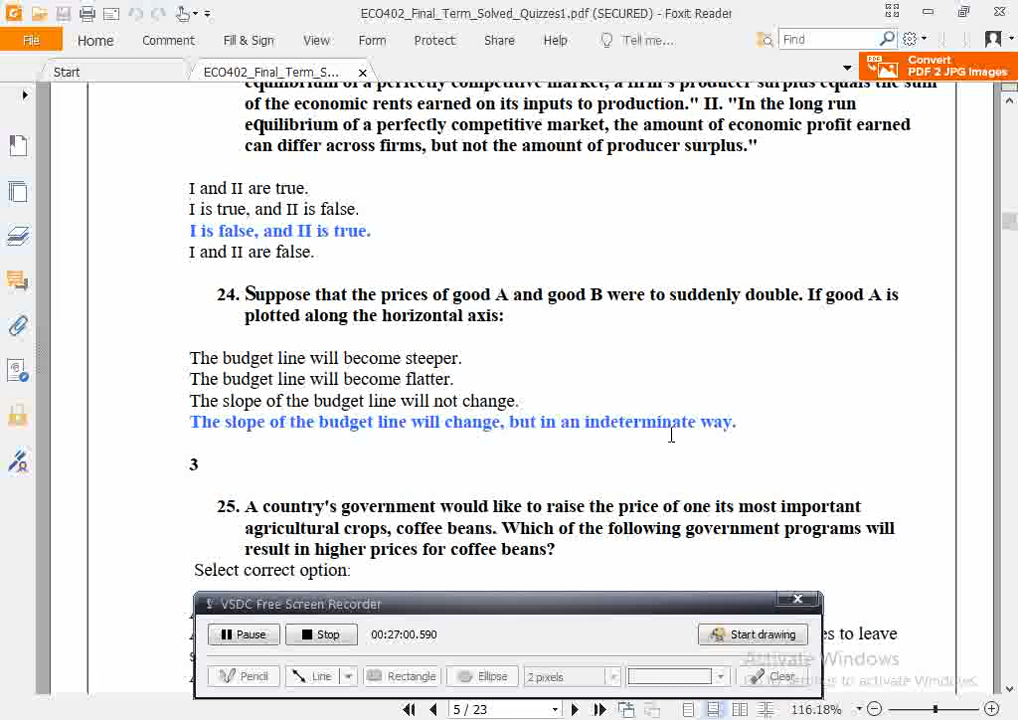 ECO402_Final_Term_Solved_Quizzes1.pdf (SECURED) - Foxit Reader
File Home Comment Fill & Sign View Form Protect Share Help Tell me... Find
Start ECO402_Final_Term_S... Convert
PDF 2 JPG Images
of the economic rents earned on its inputs to production." II. "In the long run
equilibrium of a perfectly competitive market, the amount of economic profit earned
can differ across firms, but not the amount of producer surplus."
I and II are true.
I is true, and II is false.
I is false, and II is true.
I and II are false.
24. Suppose that the prices of good A and good B were to suddenly double. If good A is
plotted along the horizontal axis:
The budget line will become steeper.
The budget line will become flatter.
The slope of the budget line will not change.
The slope of the budget line will change, but in an indeterminate way.
3
25. A country's government would like to raise the price of one its most important
agricultural crops, coffee beans. Which of the following government programs will
result in higher prices for coffee beans?
Select correct option:
VSDC Free Screen Recorder
Pause Stop 00:27:00.590 Start drawing
es to leave
Activate Windows
Pencil Line Rectangle Ellipse 2 pixels Clear
to activate Windows.
5 / 23 116.18%